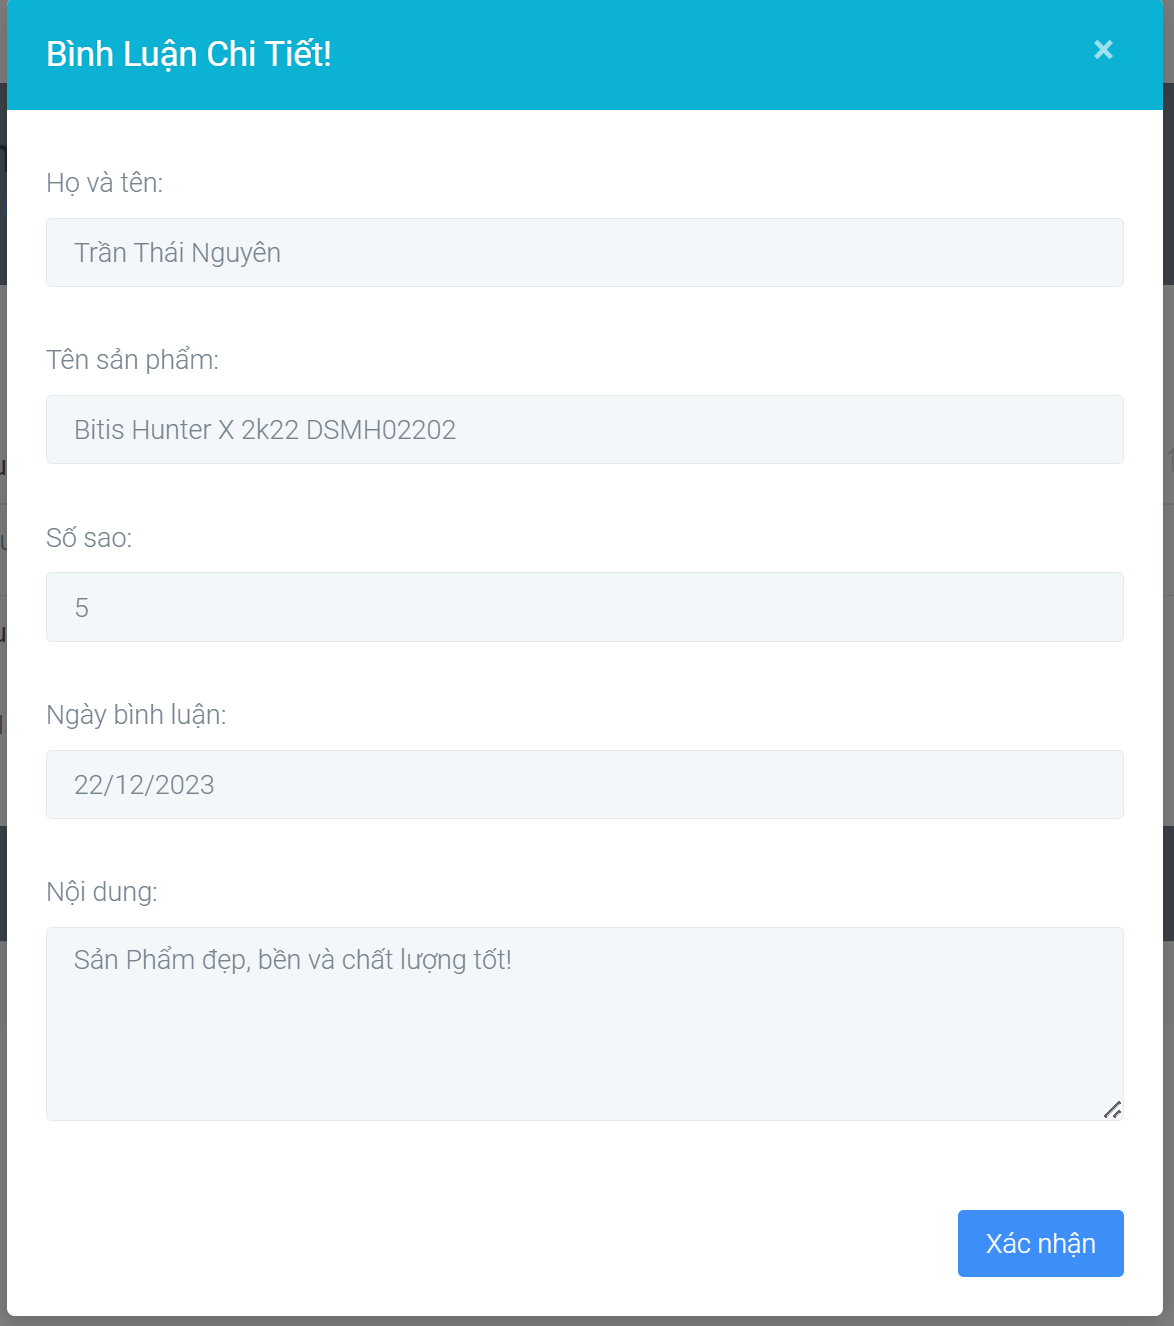 Bình Luận Chi Tiết!
×
Họ và tên:
Trần Thái Nguyên
Tên sản phẩm:
Bitis Hunter X 2k22 DSMH02202
Số sao:
5
Ngày bình luận:
22/12/2023
Nội dung:
Sản Phẩm đẹp, bền và chất lượng tốt!
Xác nhận